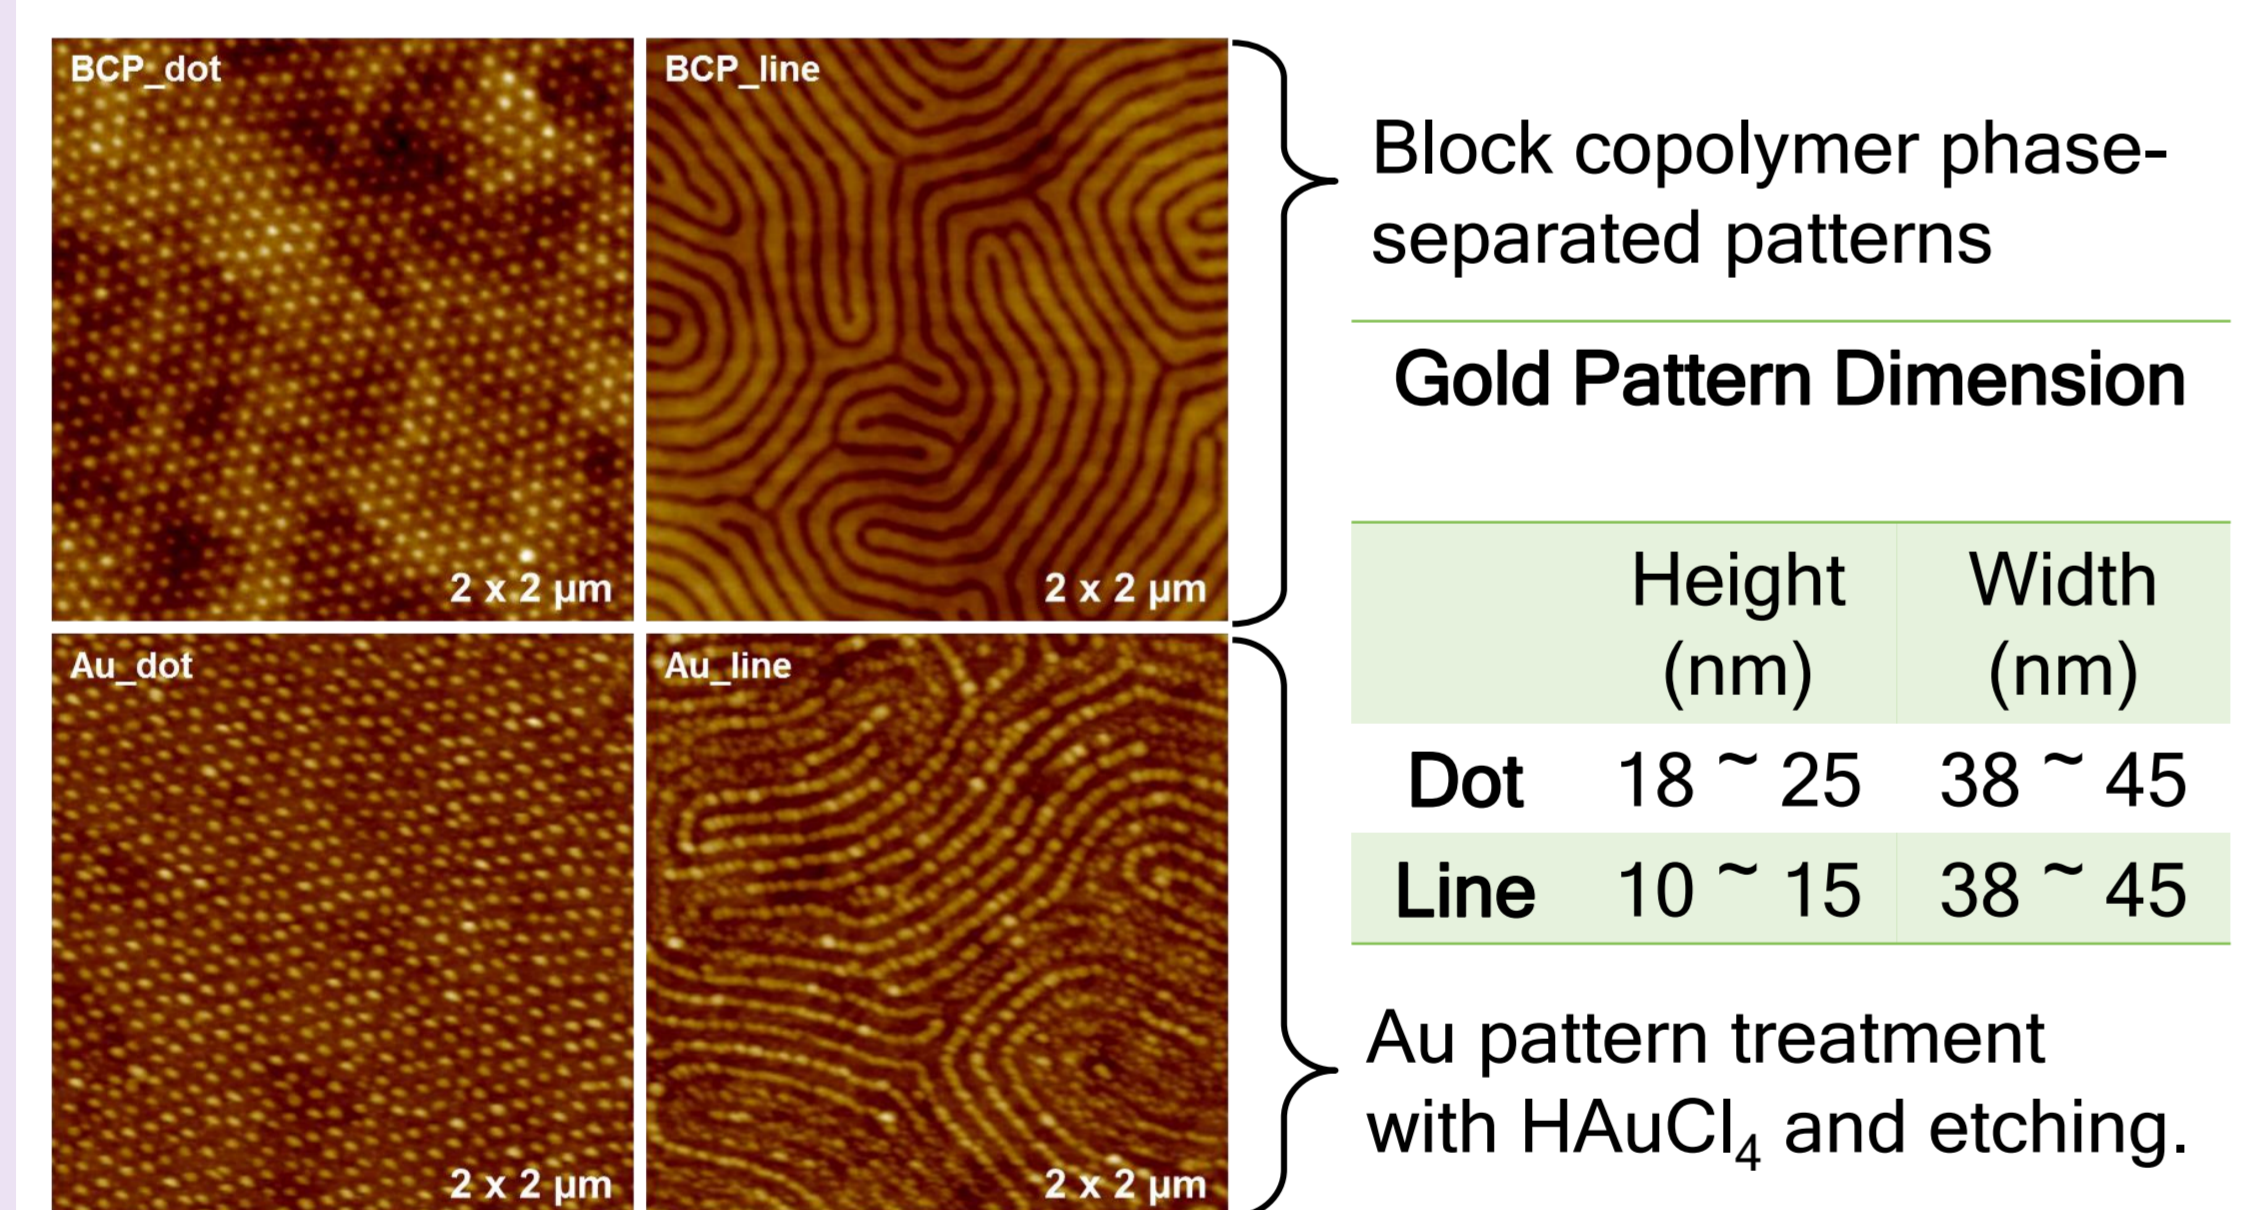 BCP_dot
2 x 2 µm
BCP_line
2 x 2 µm
Block copolymer phase-
separated patterns
Gold Pattern Dimension
Height (nm) Width (nm)
Dot 18 ~ 25 38 ~ 45
Line 10 ~ 15 38 ~ 45
Au_dot
2 x 2 µm
Au_line
2 x 2 µm
Au pattern treatment
with HAuCl₄ and etching.